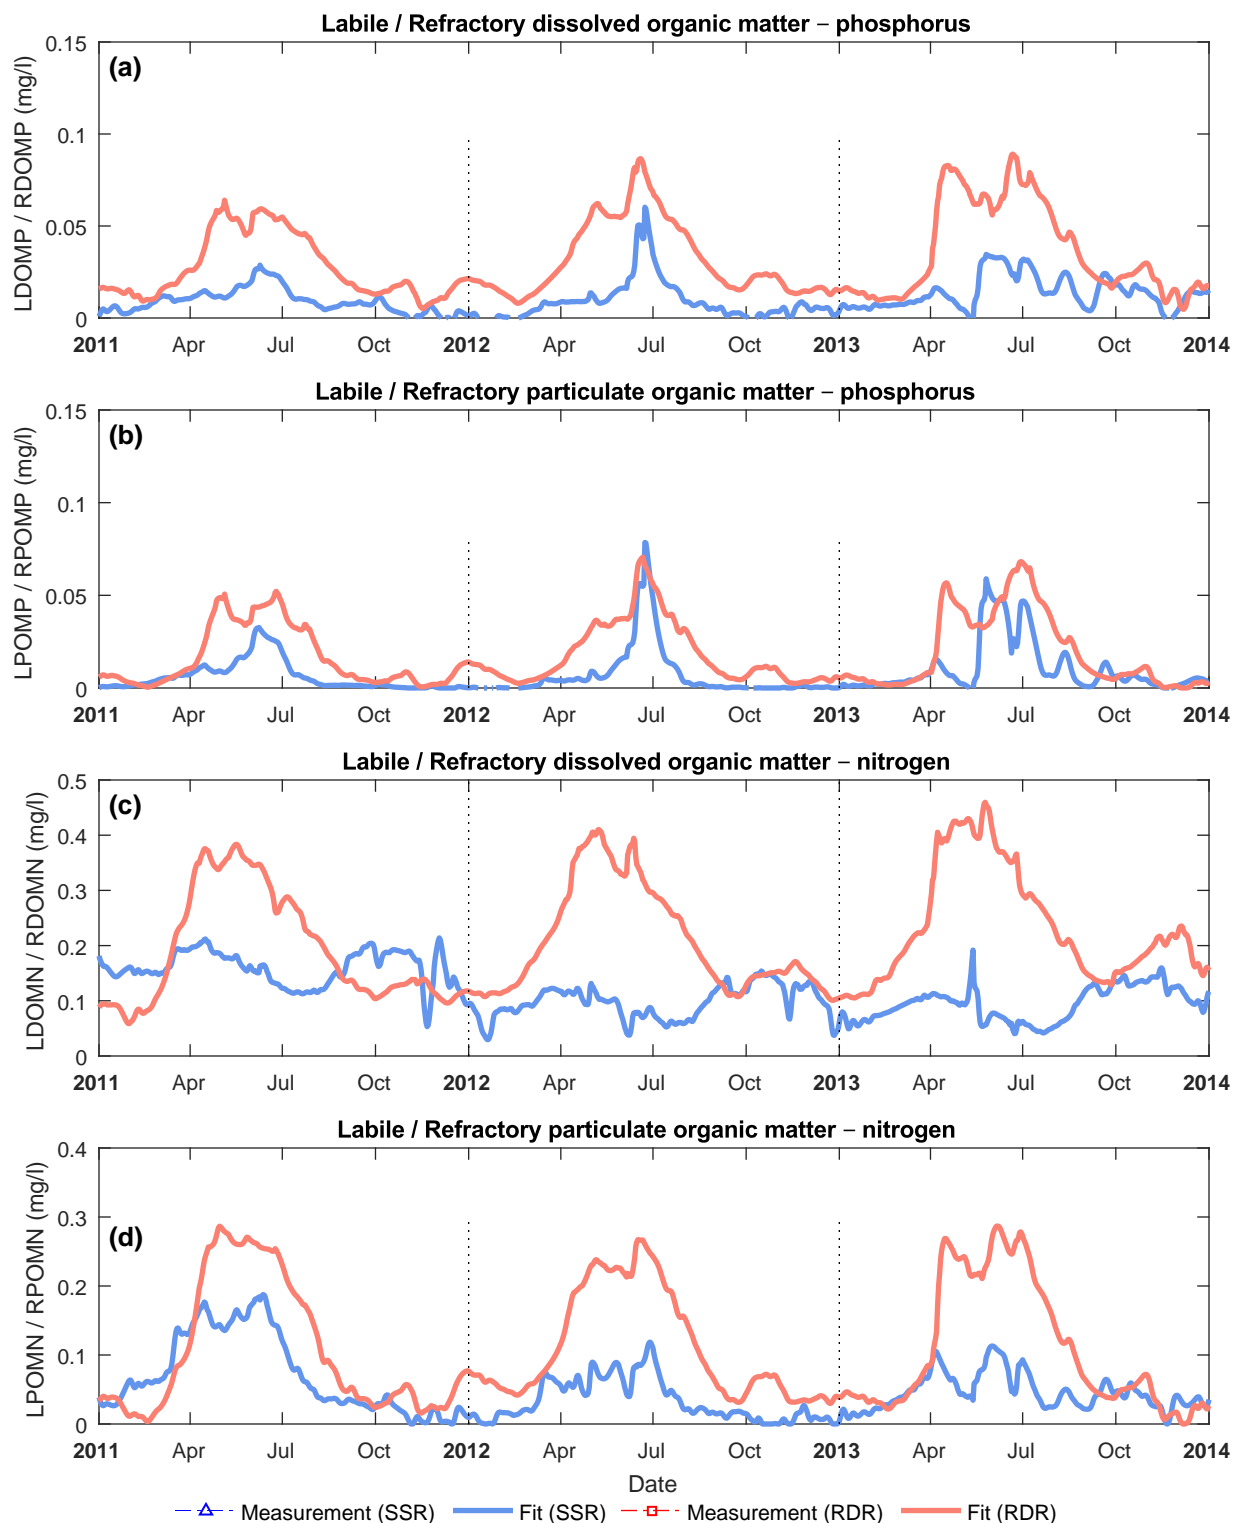 Labile / Refractory dissolved organic matter – phosphorus
(a)
LDOMP / RDOMP (mg/l)
0.15
0.1
0.05
0
2011 Apr Jul Oct 2012 Apr Jul Oct 2013 Apr Jul Oct 2014
Labile / Refractory particulate organic matter – phosphorus
(b)
LPOMP / RPOMP (mg/l)
0.15
0.1
0.05
0
2011 Apr Jul Oct 2012 Apr Jul Oct 2013 Apr Jul Oct 2014
Labile / Refractory dissolved organic matter – nitrogen
(c)
LDOMN / RDOMN (mg/l)
0.5
0.4
0.3
0.2
0.1
0
2011 Apr Jul Oct 2012 Apr Jul Oct 2013 Apr Jul Oct 2014
Labile / Refractory particulate organic matter – nitrogen
(d)
LPOMN / RPOMN (mg/l)
0.4
0.3
0.2
0.1
0
2011 Apr Jul Oct 2012 Apr Jul Oct 2013 Apr Jul Oct 2014
Date
Measurement (SSR) Fit (SSR) Measurement (RDR) Fit (RDR)